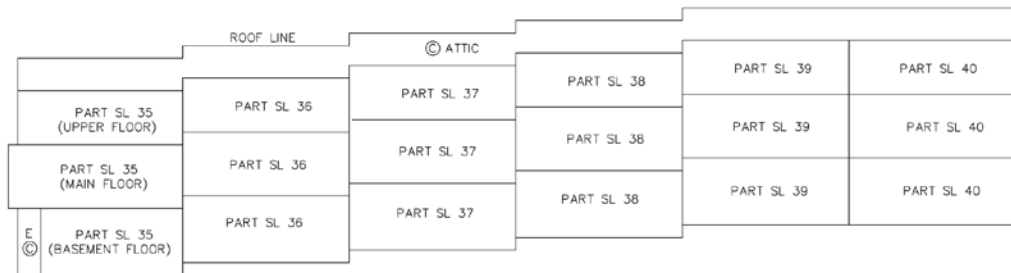 ROOF LINE
© ATTIC
PART SL 35
(UPPER FLOOR)
PART SL 36
PART SL 37
PART SL 38
PART SL 39
PART SL 40
PART SL 35
(MAIN FLOOR)
PART SL 36
PART SL 37
PART SL 38
PART SL 39
PART SL 40
E
©
PART SL 35
(BASEMENT FLOOR)
PART SL 36
PART SL 37
PART SL 38
PART SL 39
PART SL 40